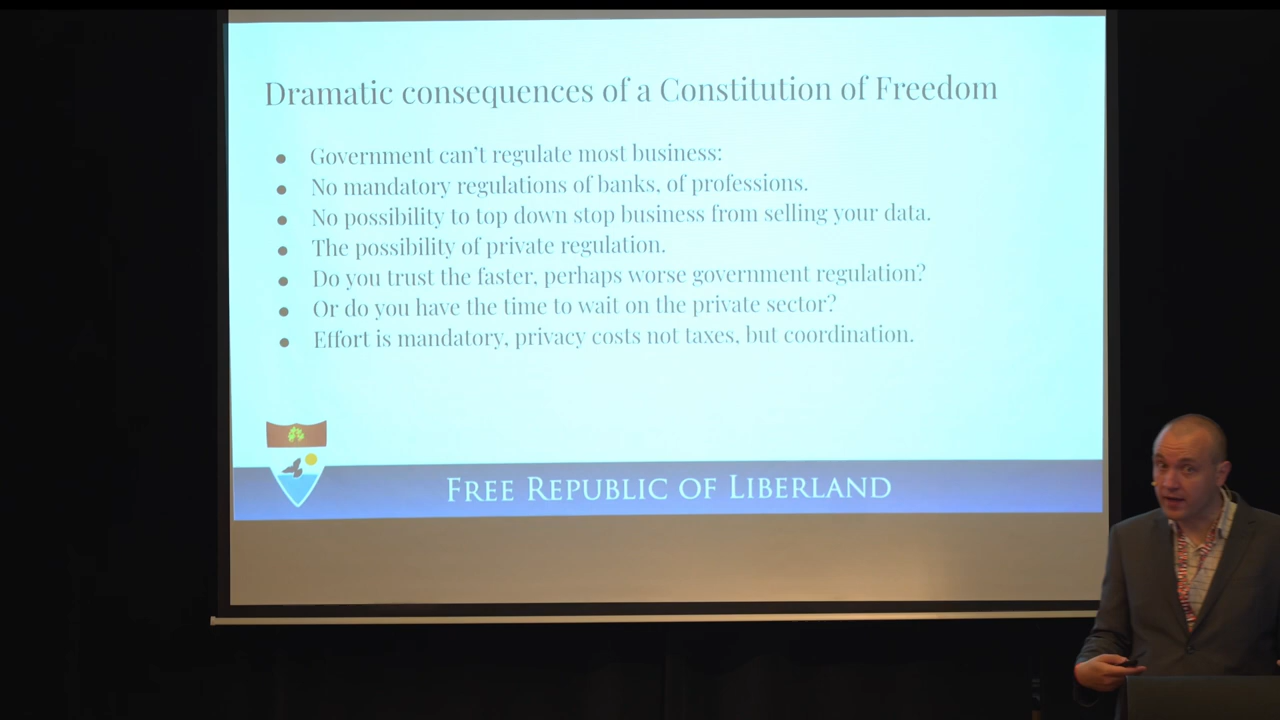 Dramatic consequences of a Constitution of Freedom
● Government can't regulate most business:
● No mandatory regulations of banks, of professions.
● No possibility to top down stop business from selling your data.
● The possibility of private regulation.
● Do you trust the faster, perhaps worse government regulation?
● Or do you have the time to wait on the private sector?
● Effort is mandatory, privacy costs not taxes, but coordination.
Free Republic of Liberland